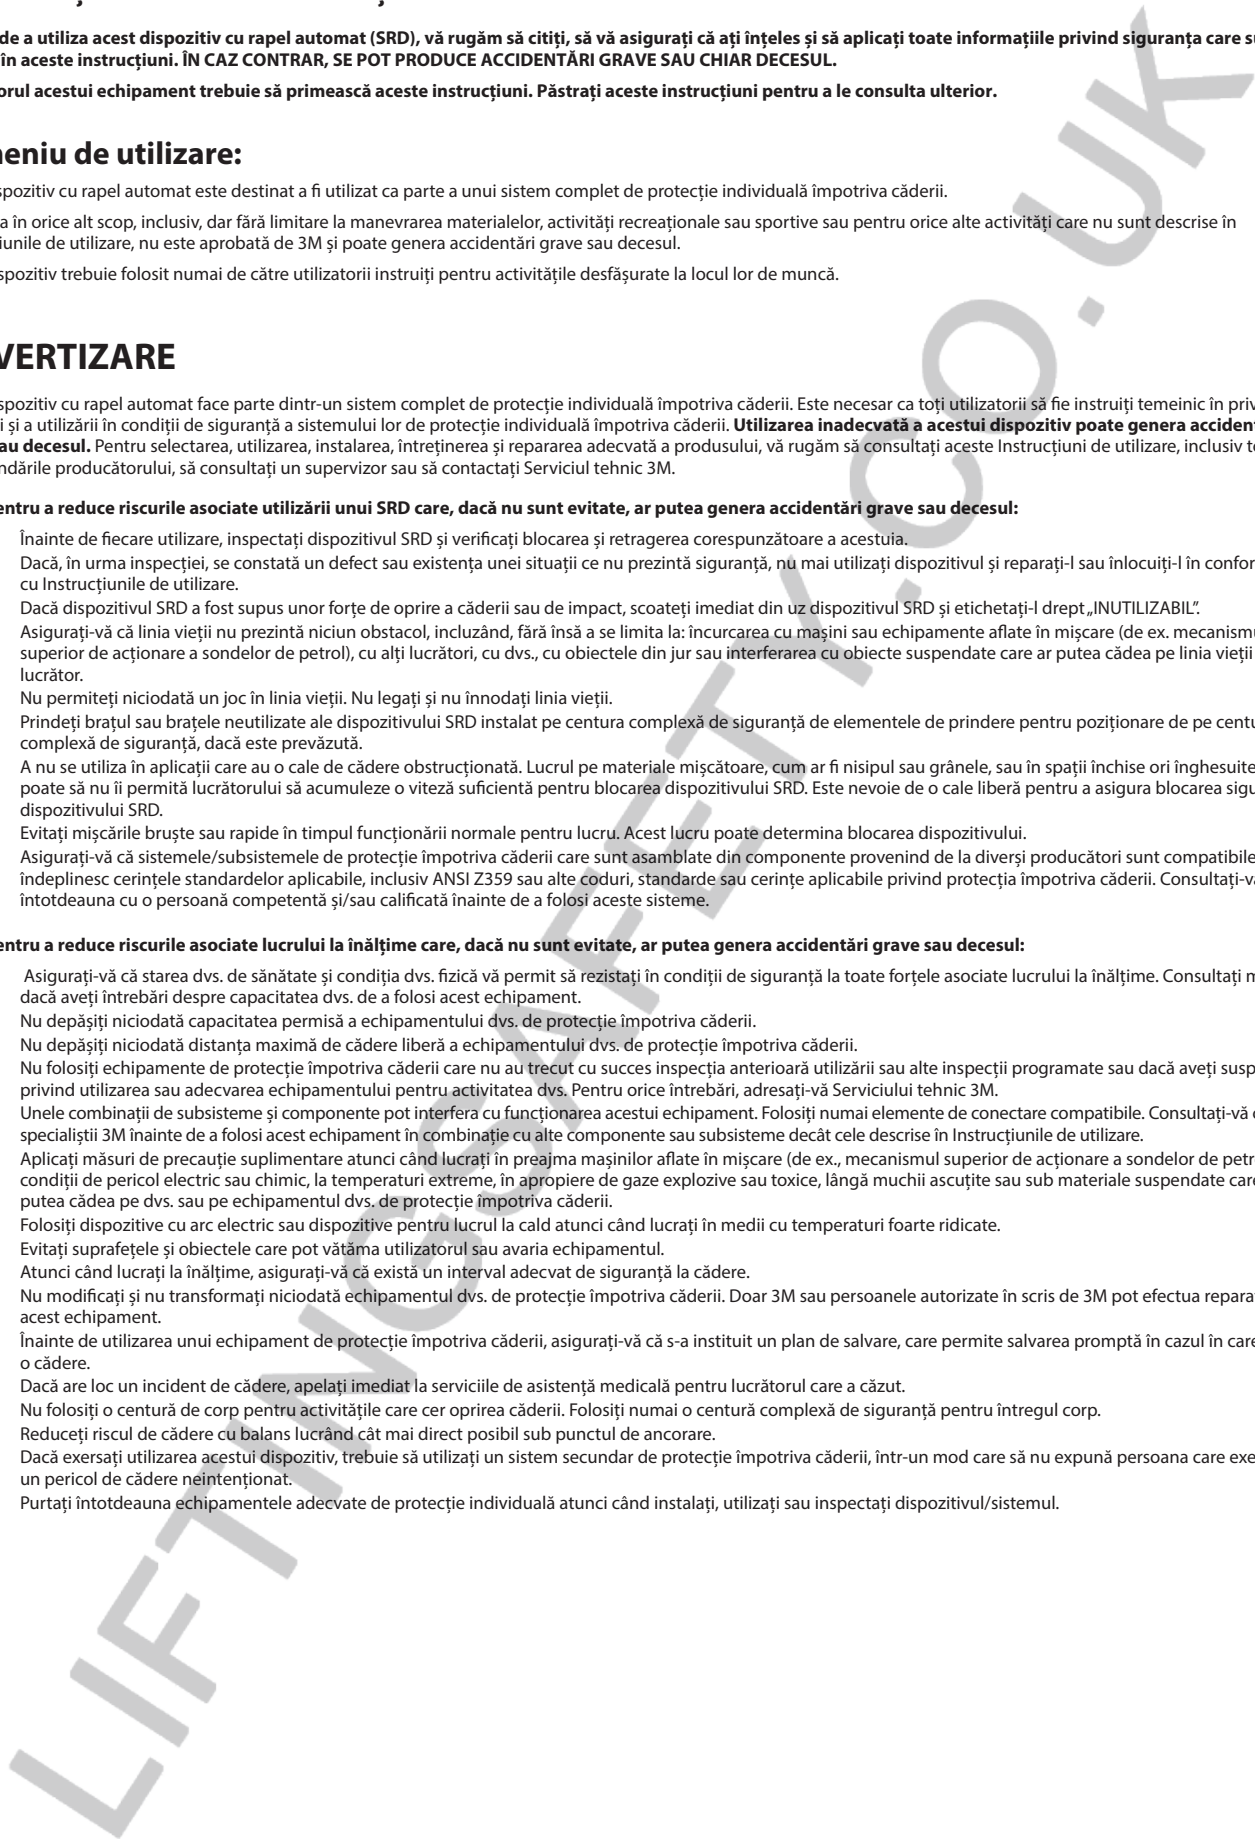 de a utiliza acest dispozitiv cu rapel automat (SRD), vă rugăm să citiți, să vă asigurați că ați înțeles și să aplicați toate informațiile privind siguranța care su
în aceste instrucțiuni. ÎN CAZ CONTRAR, SE POT PRODUCE ACCIDENTĂRI GRAVE SAU CHIAR DECESUL.
orul acestui echipament trebuie să primească aceste instrucțiuni. Păstrați aceste instrucțiuni pentru a le consulta ulterior.
neniu de utilizare:
spozitiv cu rapel automat este destinat a fi utilizat ca parte a unui sistem complet de protecție individuală împotriva căderii.
a în orice alt scop, inclusiv, dar fără limitare la manevrarea materialelor, activități recreaționale sau sportive sau pentru orice alte activități care nu sunt descrise în
iunile de utilizare, nu este aprobată de 3M și poate genera accidentări grave sau decesul.
spozitiv trebuie folosit numai de către utilizatorii instruiți pentru activitățile desfășurate la locul lor de muncă.
VERTIZARE
spozitiv cu rapel automat face parte dintr-un sistem complet de protecție individuală împotriva căderii. Este necesar ca toți utilizatorii să fie instruiți temeinic în priv
i și a utilizării în condiții de siguranță a sistemului lor de protecție individuală împotriva căderii. Utilizarea inadecvată a acestui dispozitiv poate genera acciden
au decesul. Pentru selectarea, utilizarea, instalarea, întreținerea și repararea adecvată a produsului, vă rugăm să consultați aceste Instrucțiuni de utilizare, inclusiv to
ndările producătorului, să consultați un supervizor sau să contactați Serviciul tehnic 3M.
entru a reduce riscurile asociate utilizării unui SRD care, dacă nu sunt evitate, ar putea genera accidentări grave sau decesul:
Înainte de fiecare utilizare, inspectați dispozitivul SRD și verificați blocarea și retragerea corespunzătoare a acestuia.
Dacă, în urma inspecției, se constată un defect sau existența unei situații ce nu prezintă siguranță, nu mai utilizați dispozitivul și reparați-l sau înlocuiți-l în confor
cu Instrucțiunile de utilizare.
Dacă dispozitivul SRD a fost supus unor forțe de oprire a căderii sau de impact, scoateți imediat din uz dispozitivul SRD și etichetați-l drept „INUTILIZABIL”.
Asigurați-vă că linia vieții nu prezintă niciun obstacol, incluzând, fără însă a se limita la: încurcarea cu mașini sau echipamente aflate în mișcare (de ex. mecanismu
superior de acționare a sondelor de petrol), cu alți lucrători, cu dvs., cu obiectele din jur sau interferarea cu obiecte suspendate care ar putea cădea pe linia vieții
lucrător.
Nu permiteți niciodată un joc în linia vieții. Nu legați și nu înnodați linia vieții.
Prindeți brațul sau brațele neutilizate ale dispozitivului SRD instalat pe centura complexă de siguranță de elementele de prindere pentru poziționare de pe centu
complexă de siguranță, dacă este prevăzută.
A nu se utiliza în aplicații care au o cale de cădere obstrucționată. Lucrul pe materiale mișcătoare, cum ar fi nisipul sau grânele, sau în spații închise ori înghesuite
poate să nu îi permită lucrătorului să acumuleze o viteză suficientă pentru blocarea dispozitivului SRD. Este nevoie de o cale liberă pentru a asigura blocarea sigu
dispozitivului SRD.
Evitați mișcările bruște sau rapide în timpul funcționării normale pentru lucru. Acest lucru poate determina blocarea dispozitivului.
Asigurați-vă că sistemele/subsistemele de protecție împotriva căderii care sunt asamblate din componente provenind de la diverși producători sunt compatibile
îndeplinesc cerințele standardelor aplicabile, inclusiv ANSI Z359 sau alte coduri, standarde sau cerințe aplicabile privind protecția împotriva căderii. Consultați-vă
întotdeauna cu o persoană competentă și/sau calificată înainte de a folosi aceste sisteme.
entru a reduce riscurile asociate lucrului la înălțime care, dacă nu sunt evitate, ar putea genera accidentări grave sau decesul:
Asigurați-vă că starea dvs. de sănătate și condiția dvs. fizică vă permit să rezistați în condiții de siguranță la toate forțele asociate lucrului la înălțime. Consultați m
dacă aveți întrebări despre capacitatea dvs. de a folosi acest echipament.
Nu depășiți niciodată capacitatea permisă a echipamentului dvs. de protecție împotriva căderii.
Nu depășiți niciodată distanța maximă de cădere liberă a echipamentului dvs. de protecție împotriva căderii.
Nu folosiți echipamente de protecție împotriva căderii care nu au trecut cu succes inspecția anterioară utilizării sau alte inspecții programate sau dacă aveți susp
privind utilizarea sau adecvarea echipamentului pentru activitatea dvs. Pentru orice întrebări, adresați-vă Serviciului tehnic 3M.
Unele combinații de subsisteme și componente pot interfera cu funcționarea acestui echipament. Folosiți numai elemente de conectare compatibile. Consultați-vă c
specialiștii 3M înainte de a folosi acest echipament în combinație cu alte componente sau subsisteme decât cele descrise în Instrucțiunile de utilizare.
Aplicați măsuri de precauție suplimentare atunci când lucrați în preajma mașinilor aflate în mișcare (de ex., mecanismul superior de acționare a sondelor de petro
condiții de pericol electric sau chimic, la temperaturi extreme, în apropiere de gaze explozive sau toxice, lângă muchii ascuțite sau sub materiale suspendate care
putea cădea pe dvs. sau pe echipamentul dvs. de protecție împotriva căderii.
Folosiți dispozitive cu arc electric sau dispozitive pentru lucrul la cald atunci când lucrați în medii cu temperaturi foarte ridicate.
Evitați suprafețele și obiectele care pot vătăma utilizatorul sau avaria echipamentul.
Atunci când lucrați la înălțime, asigurați-vă că există un interval adecvat de siguranță la cădere.
Nu modificați și nu transformați niciodată echipamentul dvs. de protecție împotriva căderii. Doar 3M sau persoanele autorizate în scris de 3M pot efectua repara
acest echipament.
Înainte de utilizarea unui echipament de protecție împotriva căderii, asigurați-vă că s-a instituit un plan de salvare, care permite salvarea promptă în cazul în care
o cădere.
Dacă are loc un incident de cădere, apelați imediat la serviciile de asistență medicală pentru lucrătorul care a căzut.
Nu folosiți o centură de corp pentru activitățile care cer oprirea căderii. Folosiți numai o centură complexă de siguranță pentru întregul corp.
Reduceți riscul de cădere cu balans lucrând cât mai direct posibil sub punctul de ancorare.
Dacă exersați utilizarea acestui dispozitiv, trebuie să utilizați un sistem secundar de protecție împotriva căderii, într-un mod care să nu expună persoana care exe
un pericol de cădere neintenționat.
Purtați întotdeauna echipamentele adecvate de protecție individuală atunci când instalați, utilizați sau inspectați dispozitivul/sistemul.
LIFTINGSAFETY.CO.UK